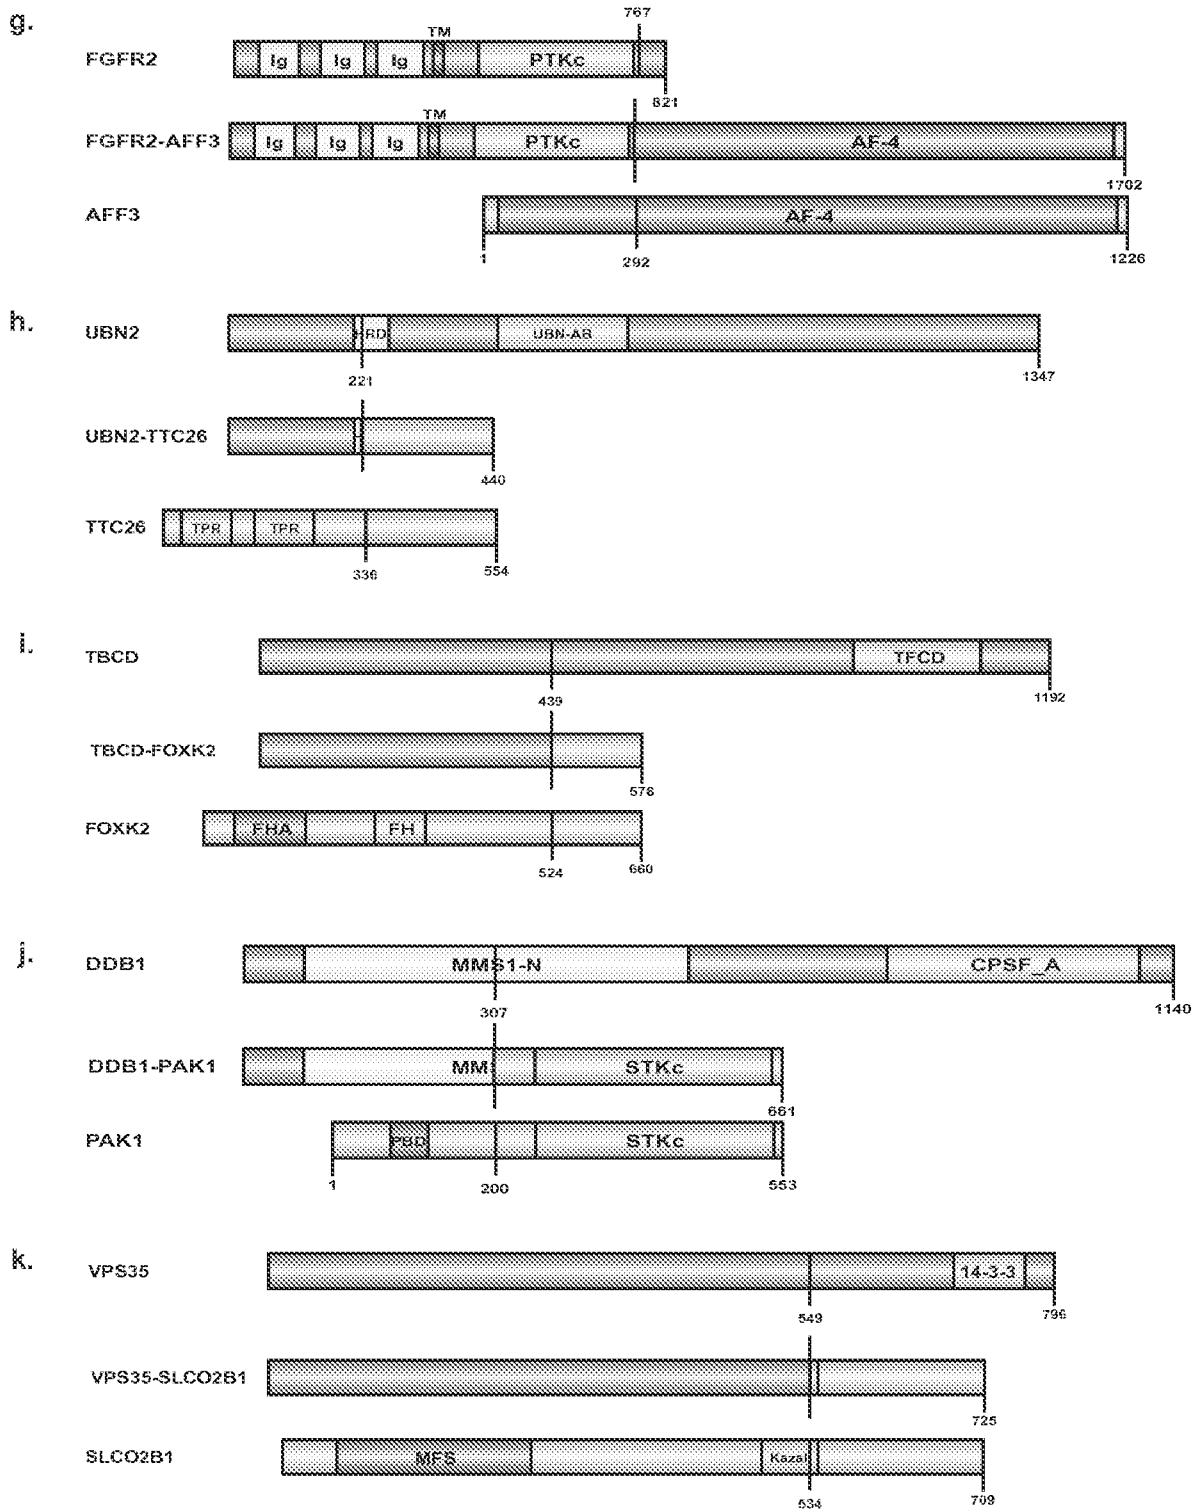 g.
767
TM
FGFR2
Ig Ig Ig PTKc
821
TM
FGFR2-AFF3
Ig Ig Ig PTKc AF-4
1702
AFF3
AF-4
1 292 1226
h.
UBN2
HRD UBN-AB
221
1347
UBN2-TTC26
H
440
TTC26
TPR TPR
336 554
i.
TBCD
TFCD
439 1192
TBCD-FOXK2
576
FOXK2
FHA FH
524 660
j.
DDB1
MMS1-N CPSF_A
307 1140
DDB1-PAK1
MM STKc
661
PAK1
PBD STKc
1 200 553
k.
VPS35
14-3-3
549 796
VPS35-SLCO2B1
725
SLCO2B1
MFS Kazal
534 709